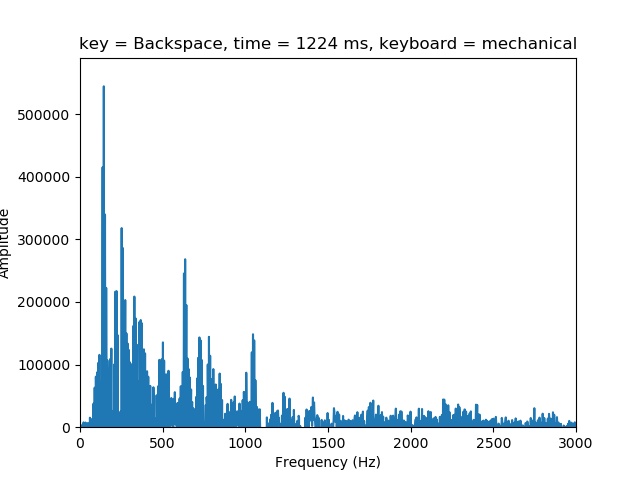 key = Backspace, time = 1224 ms, keyboard = mechanical
500000
400000
300000
200000
100000
0
Amplitude
0 500 1000 1500 2000 2500 3000
Frequency (Hz)